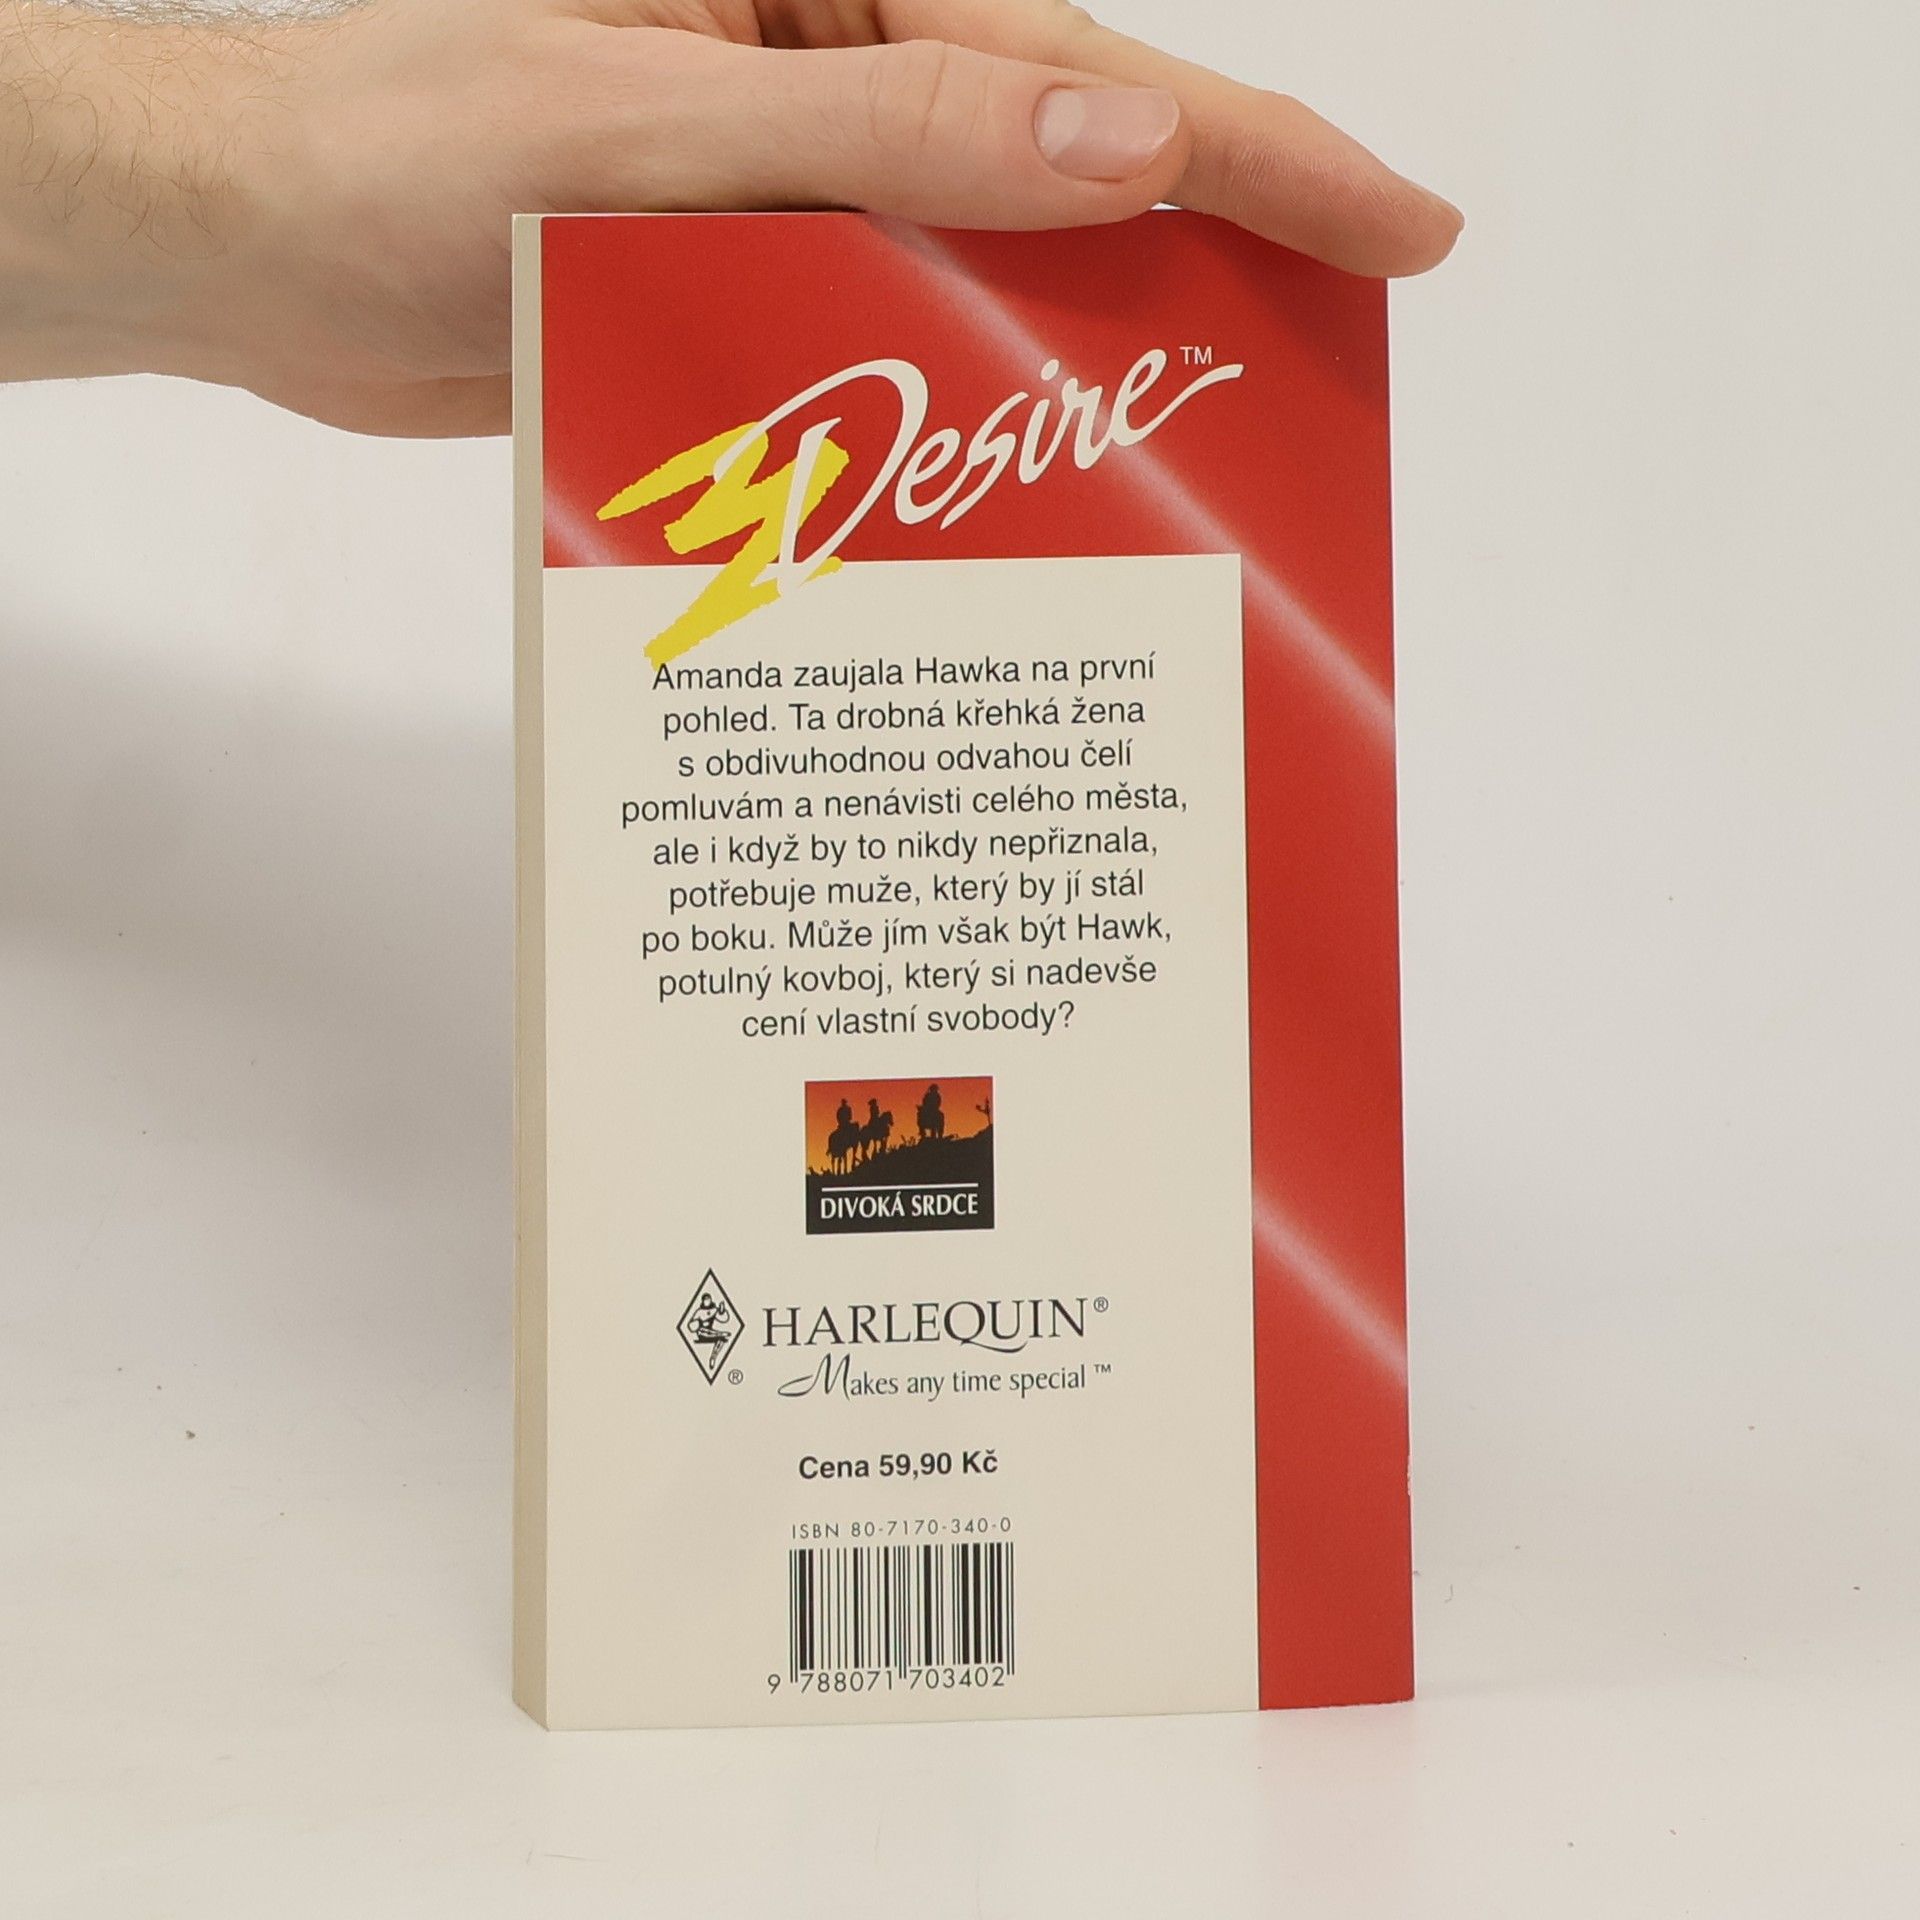 Desire™
Amanda zaujala Hawka na první
pohled. Ta drobná křehká žena
s obdivuhodnou odvahou čelí
pomluvám a nenávisti celého města,
ale i když by to nikdy nepřiznala,
potřebuje muže, který by jí stál
po boku. Může jím však být Hawk,
potulný kovboj, který si nadevše
cení vlastní svobody?
DIVOKÁ SRDCE
HARLEQUIN®
®
Makes any time special™
Cena 59,90 Kč
ISBN 80-7170-340-0
9 788071 703402